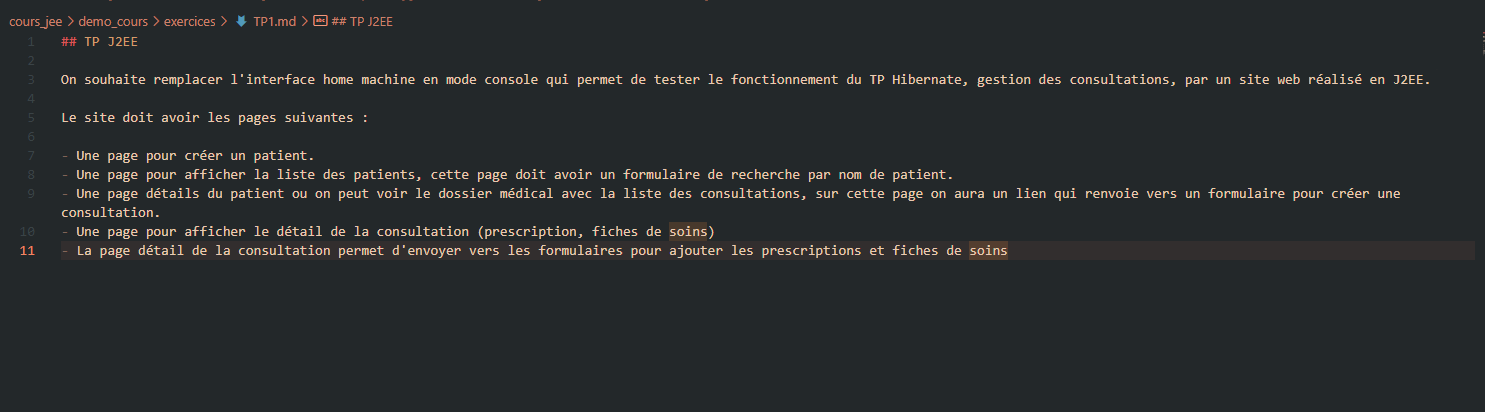 cours_jee > demo_cours > exercices > TP1.md > abc ## TP J2EE
1 ## TP J2EE
2
3 On souhaite remplacer l'interface home machine en mode console qui permet de tester le fonctionnement du TP Hibernate, gestion des consultations, par un site web réalisé en J2EE.
4
5 Le site doit avoir les pages suivantes :
6
7 - Une page pour créer un patient.
8 - Une page pour afficher la liste des patients, cette page doit avoir un formulaire de recherche par nom de patient.
9 - Une page détails du patient ou on peut voir le dossier médical avec la liste des consultations, sur cette page on aura un lien qui renvoie vers un formulaire pour créer une
consultation.
10 - Une page pour afficher le détail de la consultation (prescription, fiches de soins)
11 - La page détail de la consultation permet d'envoyer vers les formulaires pour ajouter les prescriptions et fiches de soins